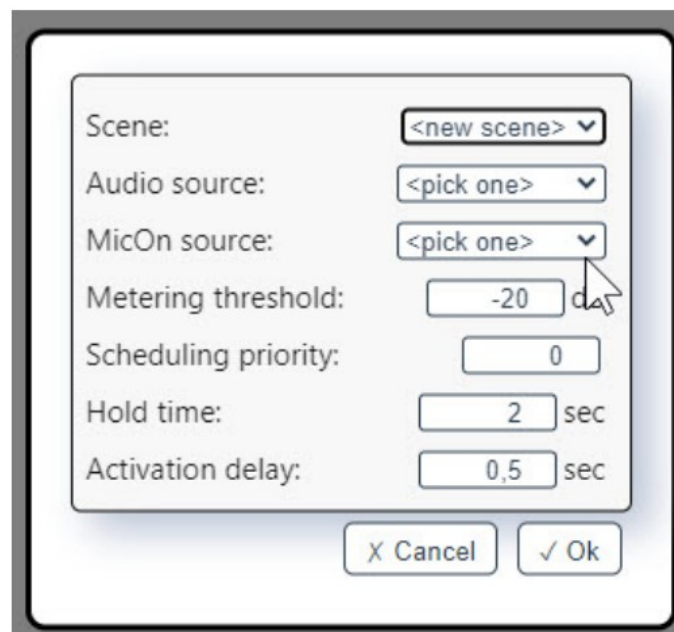 Scene: <new scene>
Audio source: <pick one>
MicOn source: <pick one>
Metering threshold: -20
Scheduling priority: 0
Hold time: 2 sec
Activation delay: 0,5 sec
X Cancel ✓ Ok